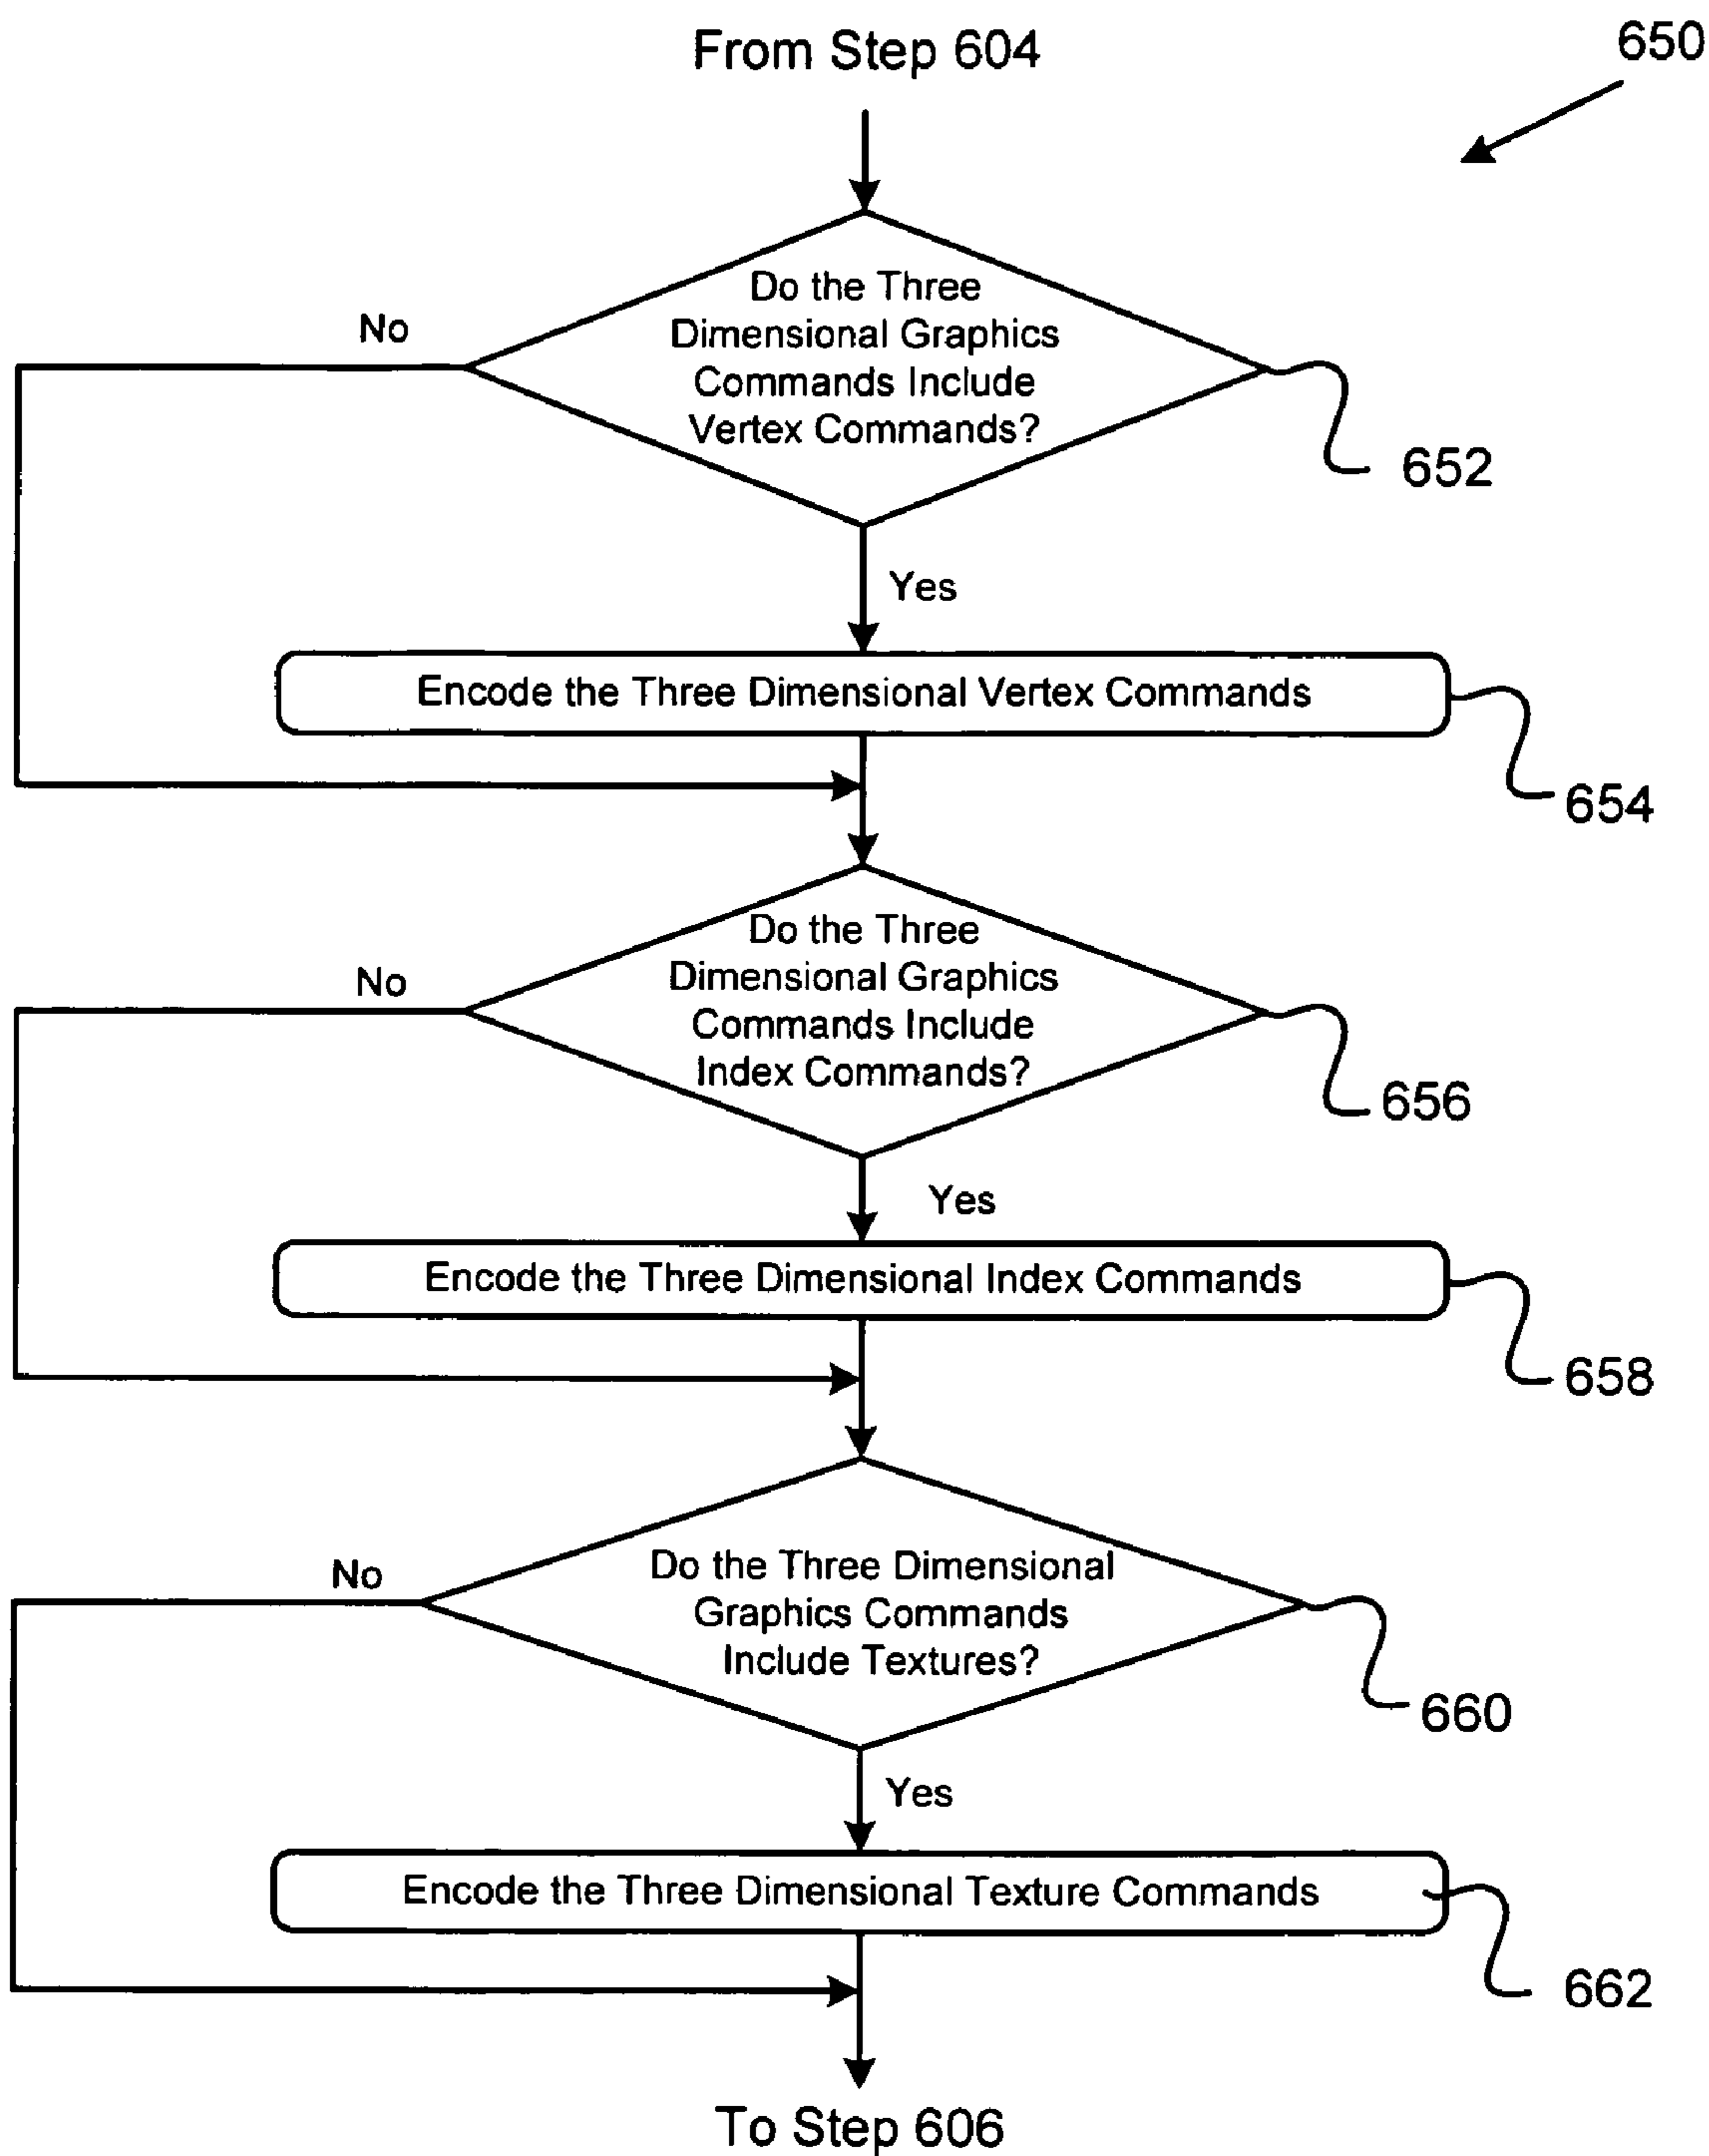 From Step 604
650
Do the Three
Dimensional Graphics
Commands Include
Vertex Commands?
No
652
Yes
Encode the Three Dimensional Vertex Commands
654
Do the Three
Dimensional Graphics
Commands Include
Index Commands?
No
656
Yes
Encode the Three Dimensional Index Commands
658
Do the Three Dimensional
Graphics Commands
Include Textures?
No
660
Yes
Encode the Three Dimensional Texture Commands
662
To Step 606